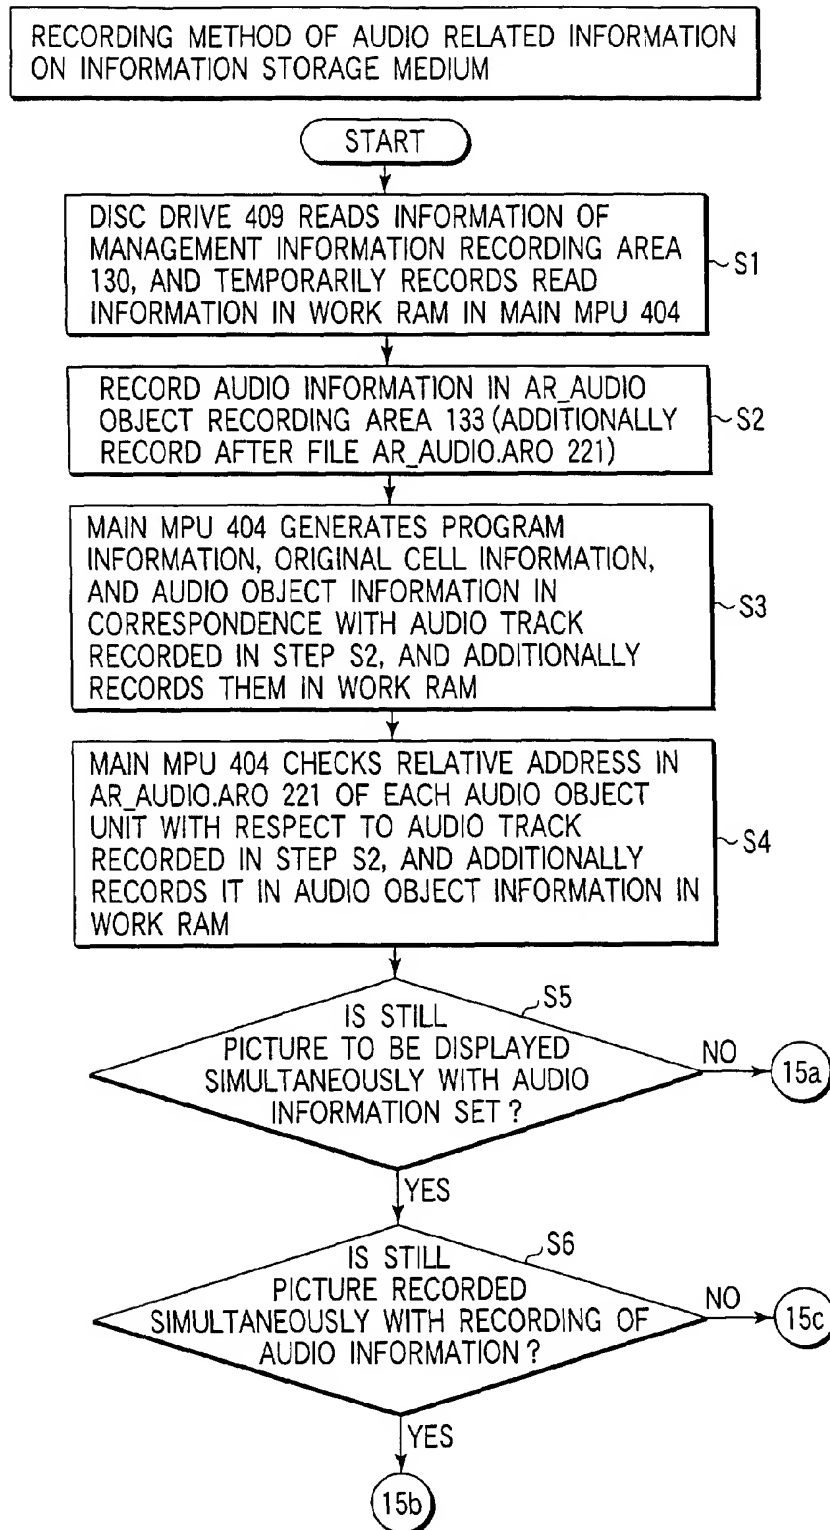 RECORDING METHOD OF AUDIO RELATED INFORMATION
ON INFORMATION STORAGE MEDIUM
START
DISC DRIVE 409 READS INFORMATION OF
MANAGEMENT INFORMATION RECORDING AREA
130, AND TEMPORARILY RECORDS READ
INFORMATION IN WORK RAM IN MAIN MPU 404
S1
RECORD AUDIO INFORMATION IN AR_AUDIO
OBJECT RECORDING AREA 133 (ADDITIONALLY
RECORD AFTER FILE AR_AUDIO.ARO 221)
S2
MAIN MPU 404 GENERATES PROGRAM
INFORMATION, ORIGINAL CELL INFORMATION,
AND AUDIO OBJECT INFORMATION IN
CORRESPONDENCE WITH AUDIO TRACK
RECORDED IN STEP S2, AND ADDITIONALLY
RECORDS THEM IN WORK RAM
S3
MAIN MPU 404 CHECKS RELATIVE ADDRESS IN
AR_AUDIO.ARO 221 OF EACH AUDIO OBJECT
UNIT WITH RESPECT TO AUDIO TRACK
RECORDED IN STEP S2, AND ADDITIONALLY
RECORDS IT IN AUDIO OBJECT INFORMATION IN
WORK RAM
S4
S5
IS STILL
PICTURE TO BE DISPLAYED
SIMULTANEOUSLY WITH AUDIO
INFORMATION SET ?
NO
15a
YES
S6
IS STILL
PICTURE RECORDED
SIMULTANEOUSLY WITH RECORDING OF
AUDIO INFORMATION ?
NO
15c
YES
15b